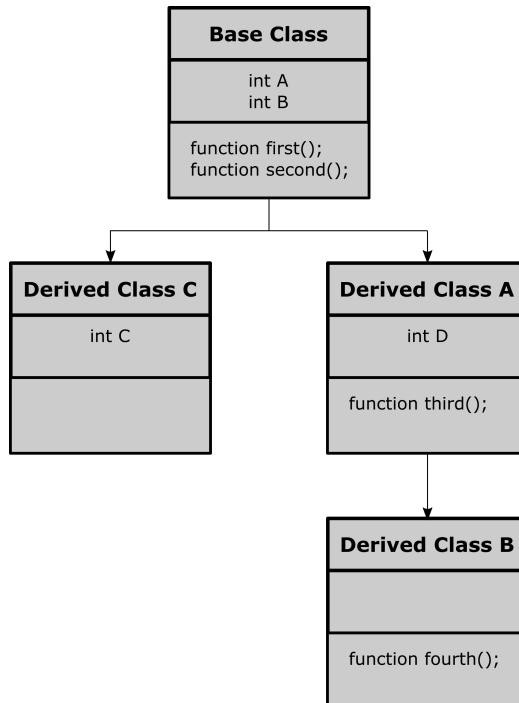 Base Class
int A
int B
function first();
function second();
Derived Class C
int C
Derived Class A
int D
function third();
Derived Class B
function fourth();